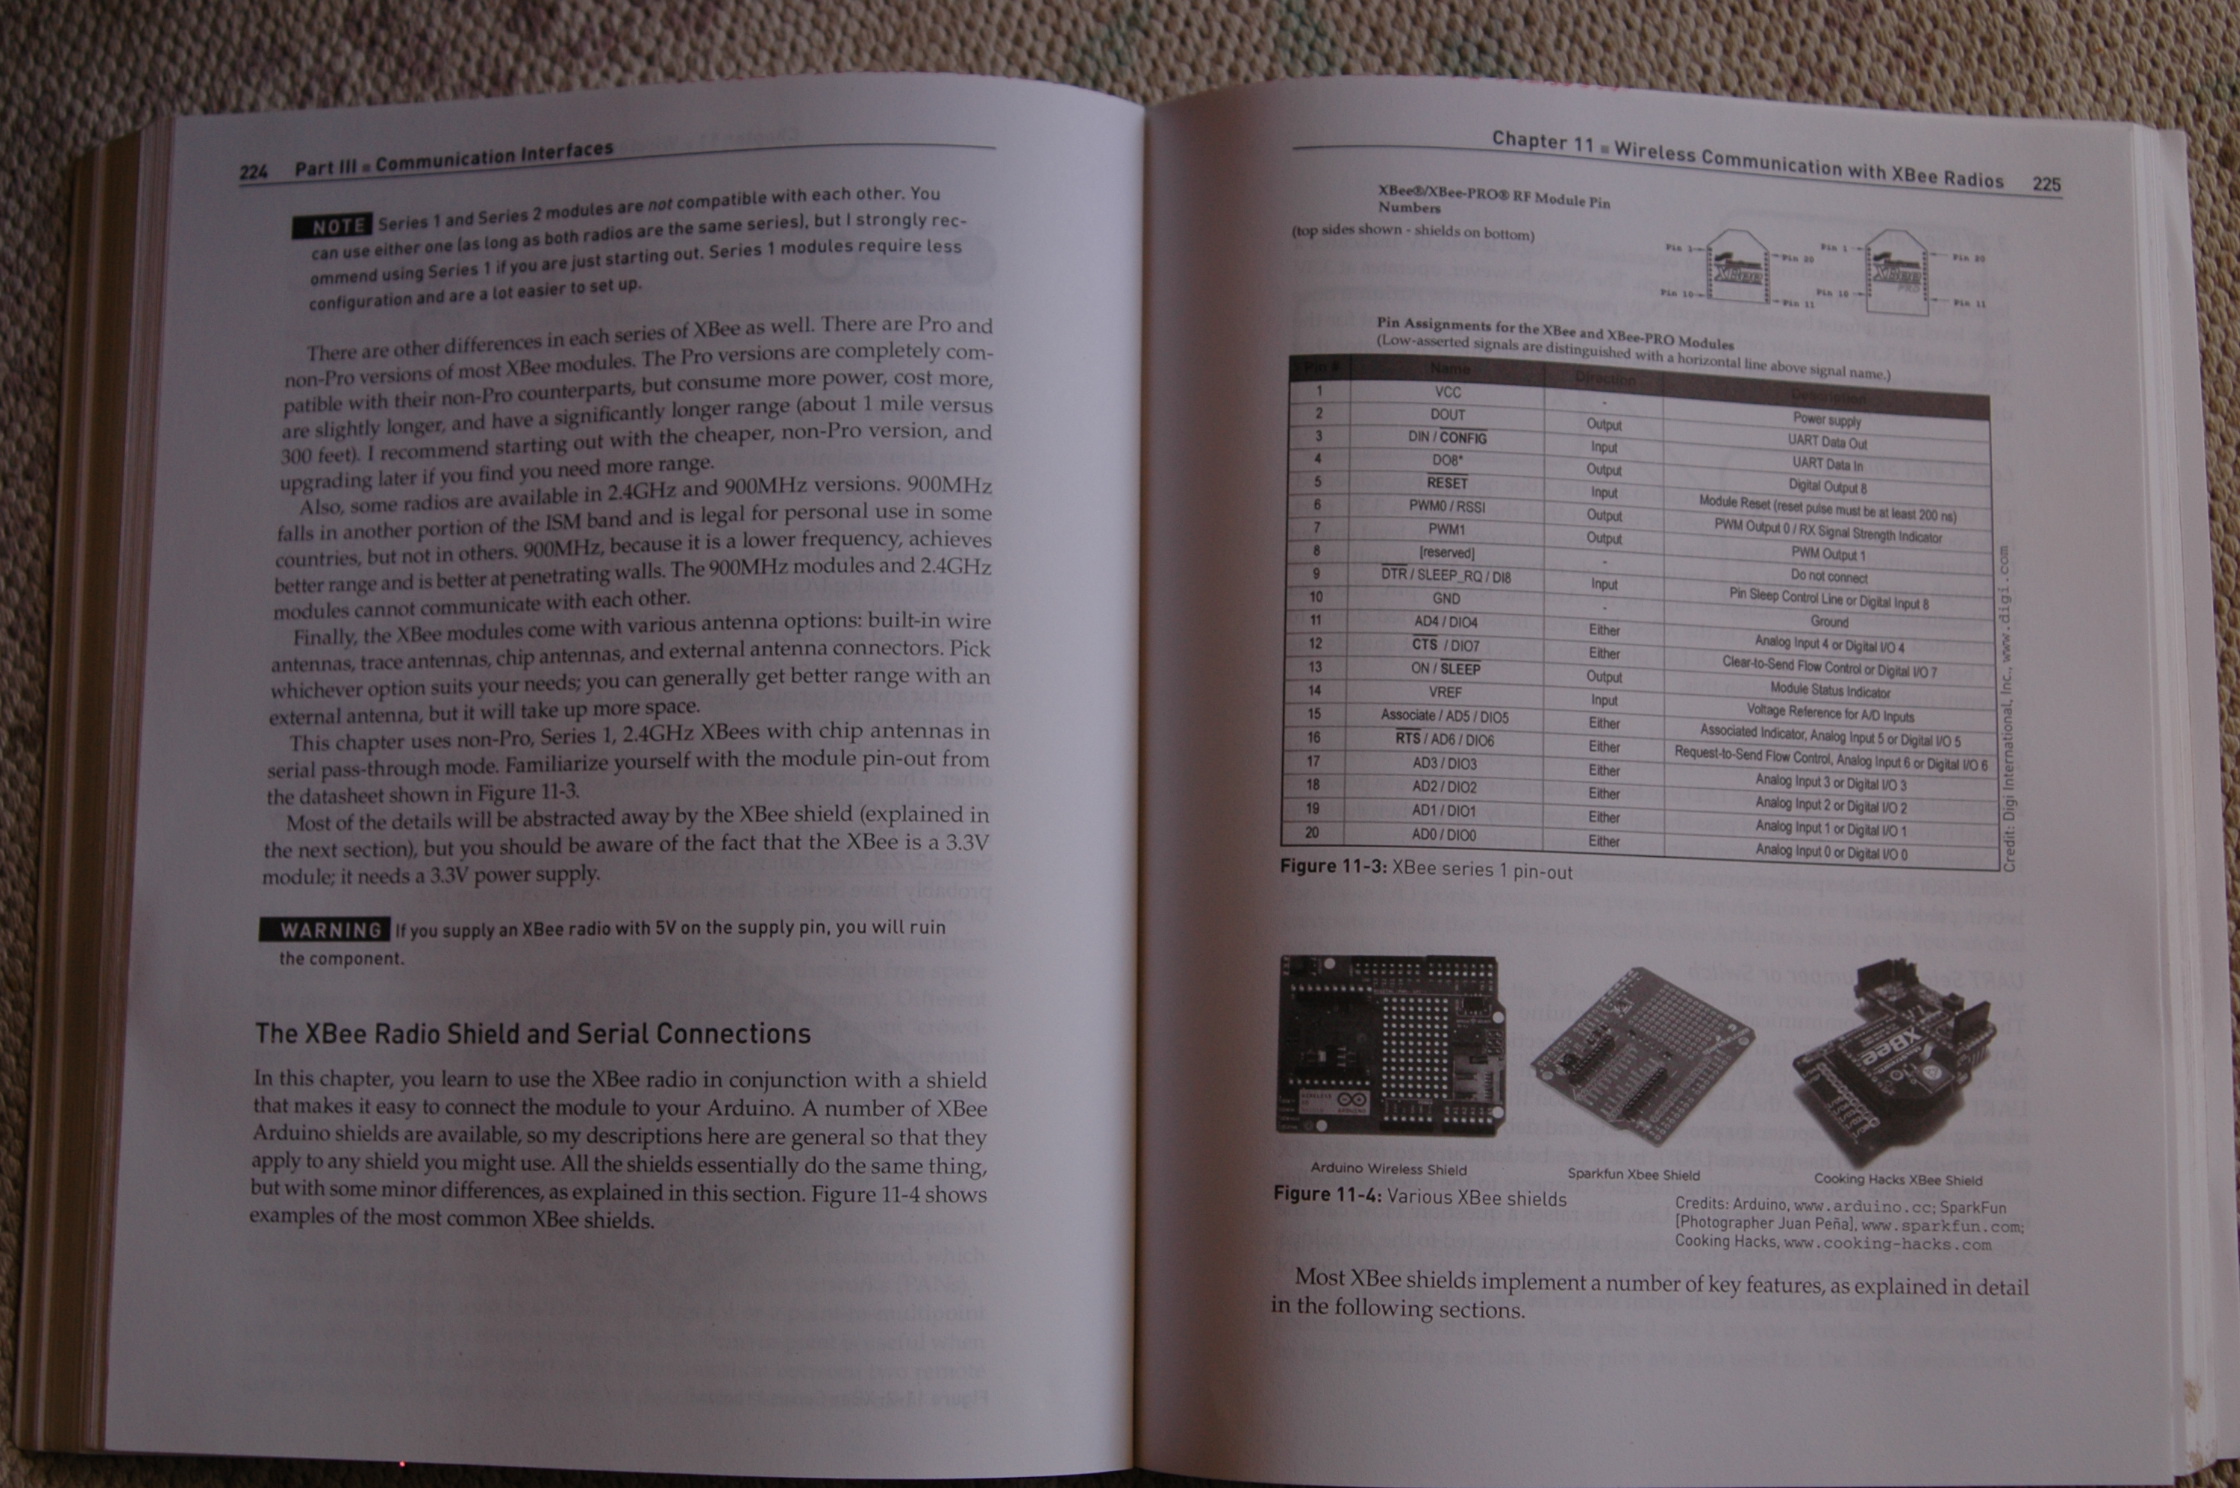 224 Part III ■ Communication Interfaces
NOTE Series 1 and Series 2 modules are not compatible with each other. You
can use either one (as long as both radios are the same series), but I strongly rec-
ommend using Series 1 if you are just starting out. Series 1 modules require less
configuration and are a lot easier to set up.
There are other differences in each series of XBee as well. There are Pro and
non-Pro versions of most XBee modules. The Pro versions are completely com-
patible with their non-Pro counterparts, but consume more power, cost more,
are slightly longer, and have a significantly longer range (about 1 mile versus
300 feet). I recommend starting out with the cheaper, non-Pro version, and
upgrading later if you find you need more range.
Also, some radios are available in 2.4GHz and 900MHz versions. 900MHz
falls in another portion of the ISM band and is legal for personal use in some
countries, but not in others. 900MHz, because it is a lower frequency, achieves
better range and is better at penetrating walls. The 900MHz modules and 2.4GHz
modules cannot communicate with each other.
Finally, the XBee modules come with various antenna options: built-in wire
antennas, trace antennas, chip antennas, and external antenna connectors. Pick
whichever option suits your needs; you can generally get better range with an
external antenna, but it will take up more space.
This chapter uses non-Pro, Series 1, 2.4GHz XBees with chip antennas in
serial pass-through mode. Familiarize yourself with the module pin-out from
the datasheet shown in Figure 11-3.
Most of the details will be abstracted away by the XBee shield (explained in
the next section), but you should be aware of the fact that the XBee is a 3.3V
module; it needs a 3.3V power supply.
WARNING If you supply an XBee radio with 5V on the supply pin, you will ruin
the component.
The XBee Radio Shield and Serial Connections
In this chapter, you learn to use the XBee radio in conjunction with a shield
that makes it easy to connect the module to your Arduino. A number of XBee
Arduino shields are available, so my descriptions here are general so that they
apply to any shield you might use. All the shields essentially do the same thing,
but with some minor differences, as explained in this section. Figure 11-4 shows
examples of the most common XBee shields.
Chapter 11 ■ Wireless Communication with XBee Radios 225
XBee®/XBee-PRO® RF Module Pin
Numbers
(top sides shown - shields on bottom)
Pin 1 Pin 20
Pin 10 Pin 11
Pin 1 Pin 20
Pin 10 Pin 11
Pin Assignments for the XBee and XBee-PRO Modules
(Low-asserted signals are distinguished with a horizontal line above signal name.)
Pin # Name Direction Description
1 VCC - Power supply
2 DOUT Output UART Data Out
3 DIN / CONFIG Input UART Data In
4 DO8* Output Digital Output 8
5 RESET Input Module Reset (reset pulse must be at least 200 ns)
6 PWM0 / RSSI Output PWM Output 0 / RX Signal Strength Indicator
7 PWM1 Output PWM Output 1
8 [reserved] - Do not connect
9 DTR / SLEEP_RQ / DI8 Input Pin Sleep Control Line or Digital Input 8
10 GND - Ground
11 AD4 / DIO4 Either Analog Input 4 or Digital I/O 4
12 CTS / DIO7 Either Clear-to-Send Flow Control or Digital I/O 7
13 ON / SLEEP Output Module Status Indicator
14 VREF Input Voltage Reference for A/D Inputs
15 Associate / AD5 / DIO5 Either Associated Indicator, Analog Input 5 or Digital I/O 5
16 RTS / AD6 / DIO6 Either Request-to-Send Flow Control, Analog Input 6 or Digital I/O 6
17 AD3 / DIO3 Either Analog Input 3 or Digital I/O 3
18 AD2 / DIO2 Either Analog Input 2 or Digital I/O 2
19 AD1 / DIO1 Either Analog Input 1 or Digital I/O 1
20 AD0 / DIO0 Either Analog Input 0 or Digital I/O 0
Credit: Digi International, Inc., www.digi.com
Figure 11-3: XBee series 1 pin-out
XBee
Arduino Wireless Shield Sparkfun Xbee Shield Cooking Hacks XBee Shield
Credits: Arduino, www.arduino.cc; SparkFun
[Photographer Juan Peña], www.sparkfun.com;
Cooking Hacks, www.cooking-hacks.com
Figure 11-4: Various XBee shields
Most XBee shields implement a number of key features, as explained in detail
in the following sections.